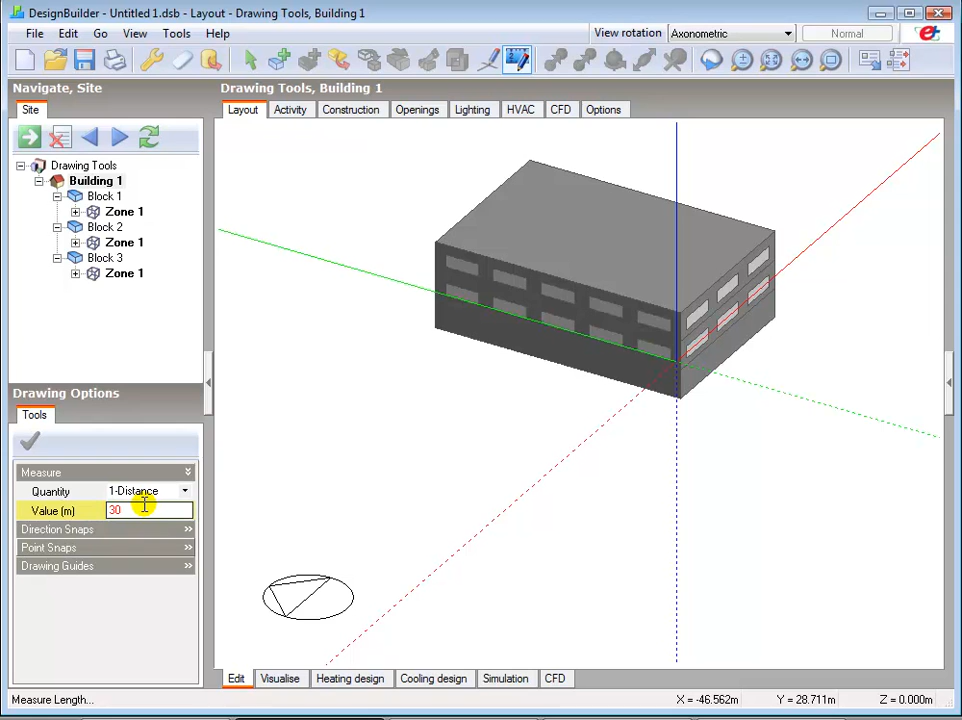 DesignBuilder - Untitled 1.dsb - Layout - Drawing Tools, Building 1
File Edit Go View Tools Help
View rotation Axonometric Normal
Navigate, Site
Drawing Tools, Building 1
Site
Layout Activity Construction Openings Lighting HVAC CFD Options
Drawing Tools
Building 1
Block 1
Zone 1
Block 2
Zone 1
Block 3
Zone 1
Drawing Options
Tools
Measure
Quantity 1-Distance
Value (m) 30
Direction Snaps
Point Snaps
Drawing Guides
Edit Visualise Heating design Cooling design Simulation CFD
Measure Length... X = -46.562m Y = 28.711m Z = 0.000m